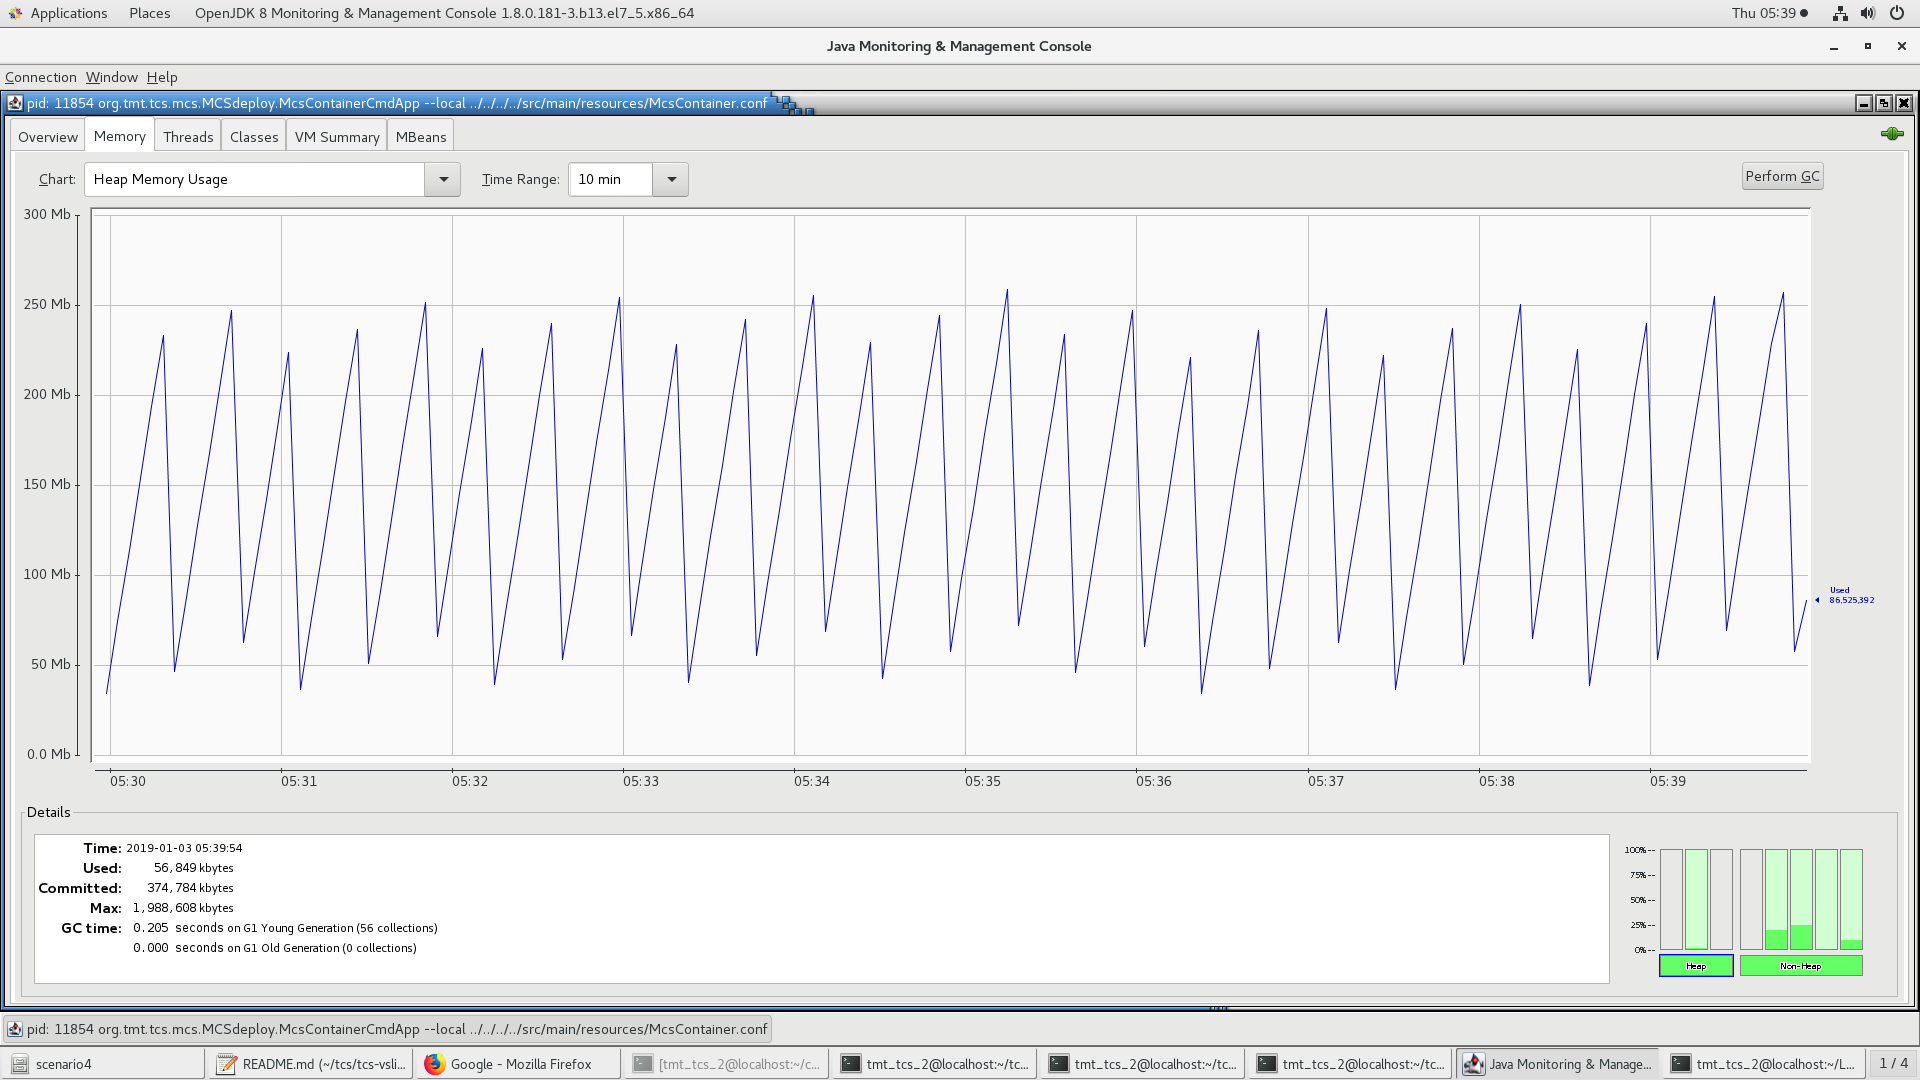 Applications Places OpenJDK 8 Monitoring & Management Console 1.8.0.181-3.b13.el7_5.x86_64 Thu 05:39
Java Monitoring & Management Console
Connection Window Help
pid: 11854 org.tmt.tcs.mcs.MCSdeploy.McsContainerCmdApp --local ../../../../src/main/resources/McsContainer.conf
Overview Memory Threads Classes VM Summary MBeans
Chart: Heap Memory Usage Time Range: 10 min Perform GC
300 Mb
250 Mb
200 Mb
150 Mb
100 Mb
50 Mb
0.0 Mb
Used
86,525,392
05:30 05:31 05:32 05:33 05:34 05:35 05:36 05:37 05:38 05:39
Details
Time: 2019-01-03 05:39:54
Used: 56,849 kbytes
Committed: 374,784 kbytes
Max: 1,988,608 kbytes
GC time: 0.205 seconds on G1 Young Generation (56 collections)
0.000 seconds on G1 Old Generation (0 collections)
100%--
75%--
50%--
25%--
0%--
Heap Non-Heap
pid: 11854 org.tmt.tcs.mcs.MCSdeploy.McsContainerCmdApp --local ../../../../src/main/resources/McsContainer.conf
scenario4 README.md (~/tcs/tcs-vsli... Google - Mozilla Firefox [tmt_tcs_2@localhost:~/c... tmt_tcs_2@localhost:~/tc... tmt_tcs_2@localhost:~/tc... tmt_tcs_2@localhost:~/tc... Java Monitoring & Manage... tmt_tcs_2@localhost:~/L... 1 / 4